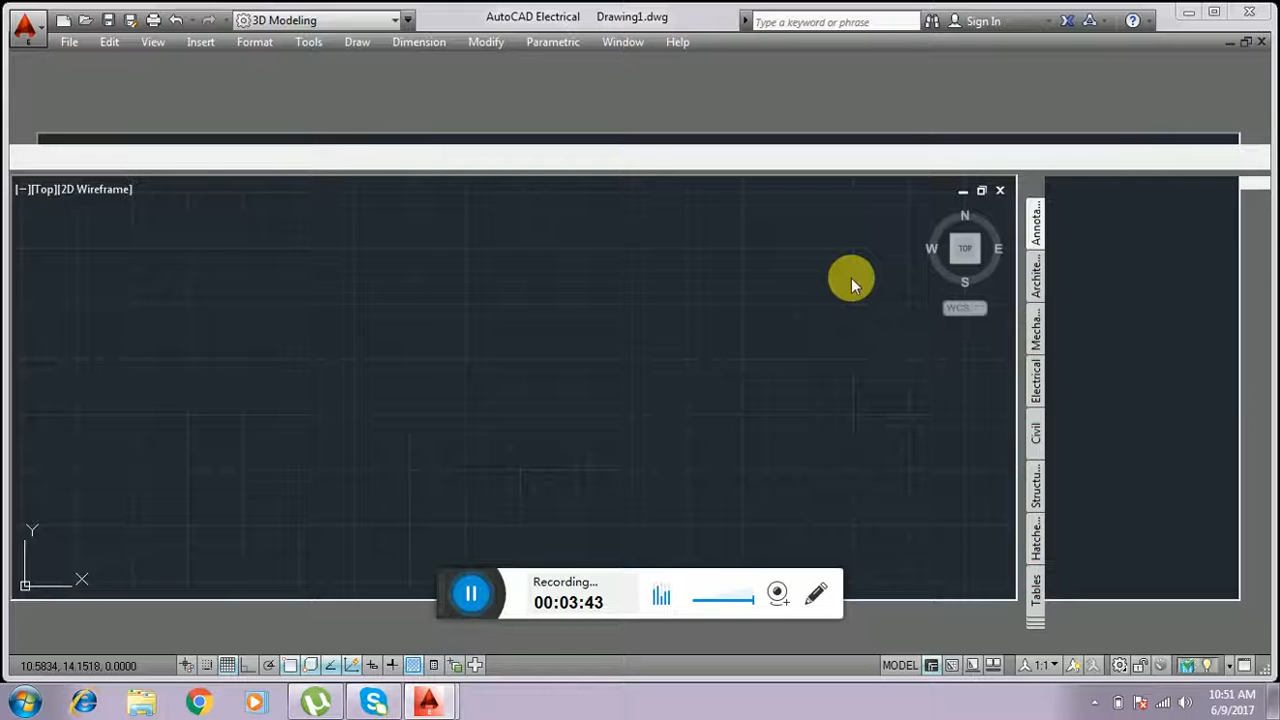 3D Modeling
AutoCAD Electrical Drawing1.dwg
Type a keyword or phrase
Sign In
File Edit View Insert Format Tools Draw Dimension Modify Parametric Window Help
[−][Top][2D Wireframe]
N
W TOP E
S
WCS
Annota...
Archite...
Mecha...
Electrical
Civil
Structu...
Hatche...
Tables
Y
X
Recording...
00:03:43
10.5834, 14.1518, 0.0000
MODEL
1:1
10:51 AM
6/9/2017